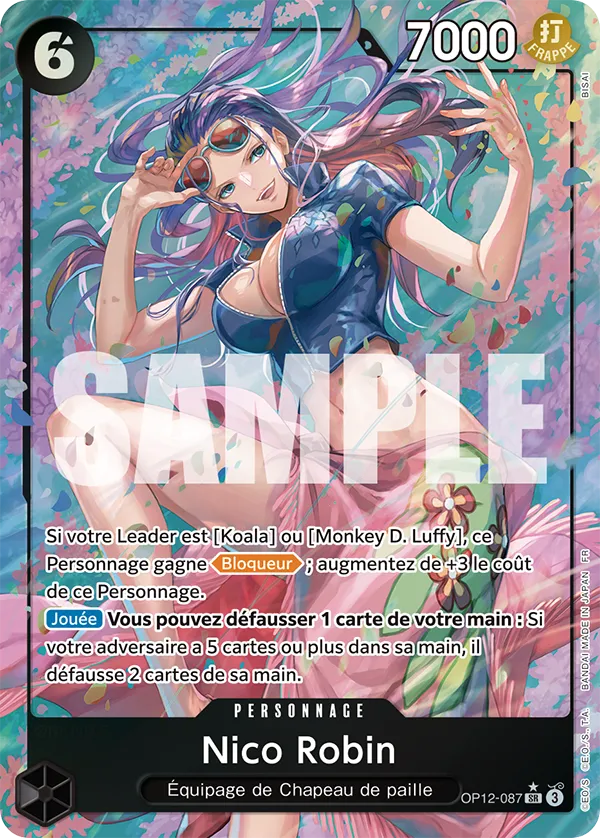 6
7000
打
FRAPPE
BISAI
SAMPLE
Si votre Leader est [Koala] ou [Monkey D. Luffy], ce
Personnage gagne Bloqueur ; augmentez de +3 le coût
de ce Personnage.
Jouée Vous pouvez défausser 1 carte de votre main : Si
votre adversaire a 5 cartes ou plus dans sa main, il
défausse 2 cartes de sa main.
PERSONNAGE
Nico Robin
Équipage de Chapeau de paille
OP12-087 SR 3
©E.O/S ©E.O./S., T.A. BANDAI MADE IN JAPAN FR